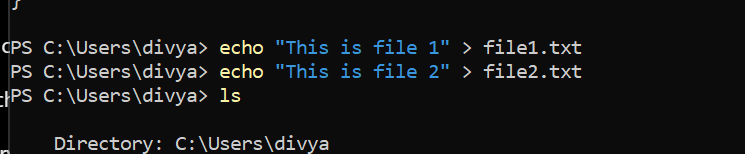 }
PS C:\Users\divya> echo "This is file 1" > file1.txt
PS C:\Users\divya> echo "This is file 2" > file2.txt
PS C:\Users\divya> ls
Directory: C:\Users\divya